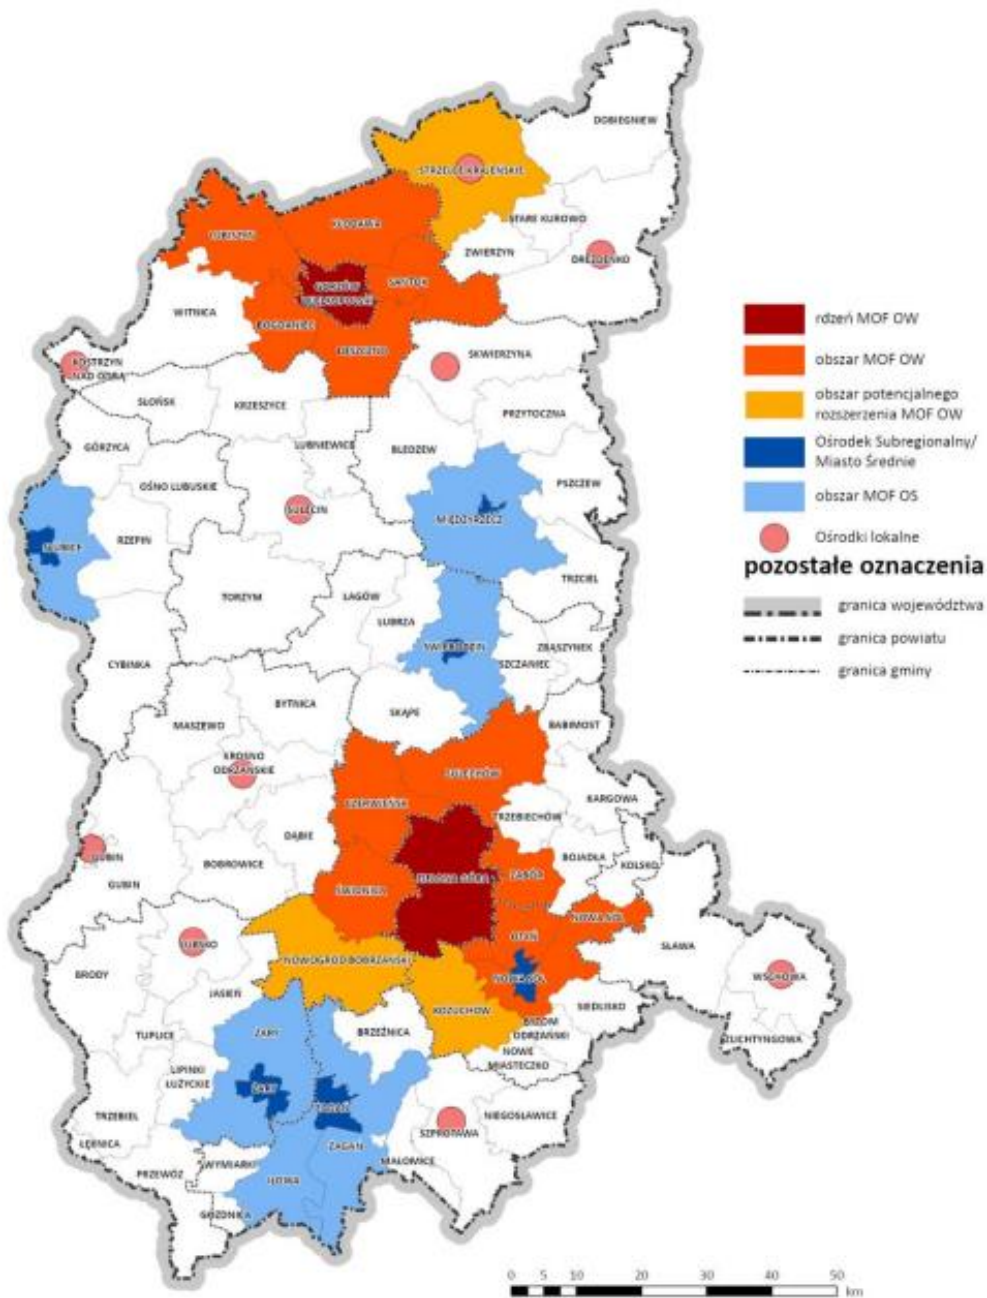 DOBIEGNIEW
STRZELCE KRAJEŃSKIE
KŁODAWA
STARE KUROWO
LUBISZYN
ZWIERZYN
DREZDENKO
SANTOK
GORZÓW
WIELKOPOLSKI
WITNICA
BOGDANIEC
DESZCZNO
SKWIERZYNA
KOSTRZYN
NAD ODRĄ
SŁOŃSK
KRZESZYCE
PRZYTOCZNA
GÓRZYCA
LUBNIEWICE
BLEDZEW
OŚNO LUBUSKIE
PSZCZEW
SULĘCIN
MIĘDZYRZECZ
SŁUBICE
RZEPIN
TRZCIEL
TORZYM
ŁAGÓW
LUBRZA
ŚWIEBODZIN
ZBĄSZYNEK
SZCZANIEC
CYBINKA
BYTNICA
SKĄPE
MASZEWO
BABIMOST
KROSNO
ODRZAŃSKIE
SULECHÓW
CZERWIEŃSK
KARGOWA
TRZEBIECHÓW
DĄBIE
GUBIN
BOBROWICE
BOJADŁA
KOLSKO
GUBIN
ZIELONA GÓRA
ZABÓR
ŚWIDNICA
NOWA SÓL
OTYŃ
LUBSKO
SŁAWA
BRODY
NOWOGRÓD BOBRZAŃSKI
NOWA SÓL
WSCHOWA
JASIEŃ
KOŻUCHÓW
SIEDLISKO
TUPLICE
ŻARY
BRZEŹNICA
BYTOM
ODRZAŃSKI
SZLICHTYNGOWA
NOWE
MIASTECZKO
LIPINKI
ŁUŻYCKIE
ŻARY
ŻAGAŃ
TRZEBIEL
NIEGOSŁAWICE
SZPROTAWA
ŁĘKNICA
ŻAGAŃ
MAŁOMICE
PRZEWÓZ
WYMIARKI
IŁOWA
GOZDNICA
rdzeń MOF OW
obszar MOF OW
obszar potencjalnego
rozszerzenia MOF OW
Ośrodek Subregionalny/
Miasto Średnie
obszar MOF OS
Ośrodki lokalne
pozostałe oznaczenia
granica województwa
granica powiatu
granica gminy
0 5 10 20 30 40 50
km